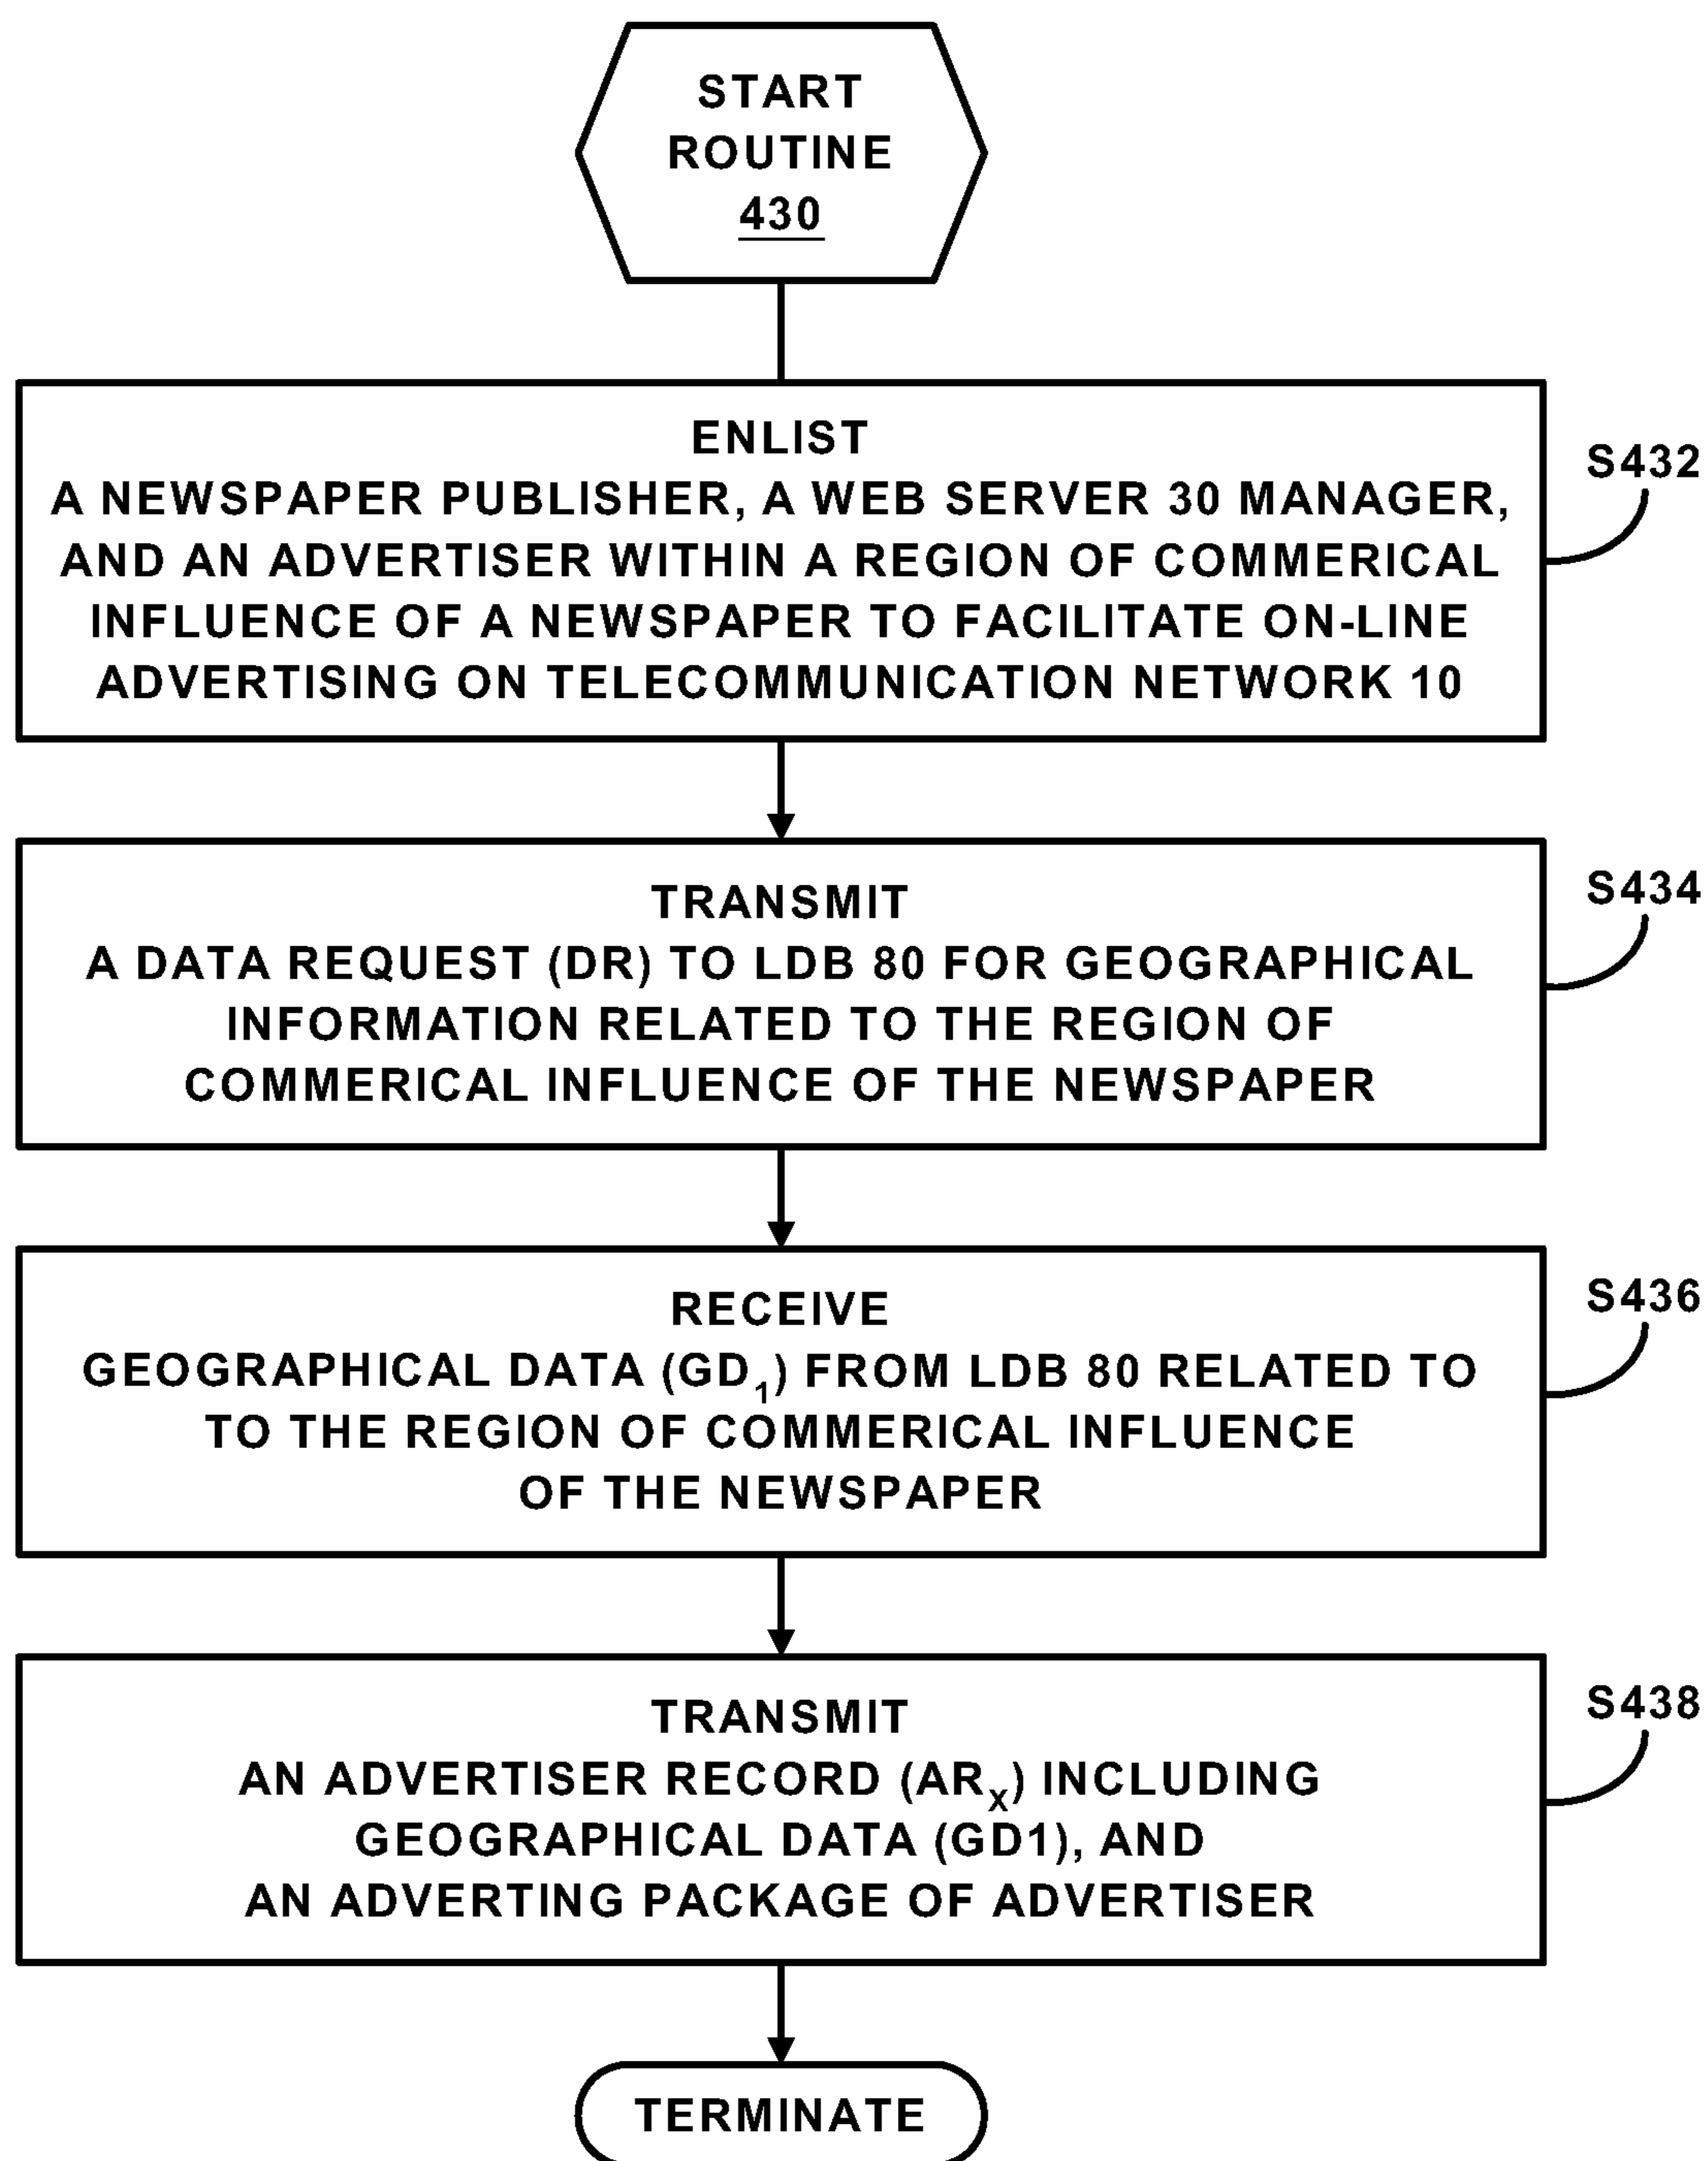 START
ROUTINE
430
ENLIST
A NEWSPAPER PUBLISHER, A WEB SERVER 30 MANAGER,
AND AN ADVERTISER WITHIN A REGION OF COMMERICAL
INFLUENCE OF A NEWSPAPER TO FACILITATE ON-LINE
ADVERTISING ON TELECOMMUNICATION NETWORK 10
S432
TRANSMIT
A DATA REQUEST (DR) TO LDB 80 FOR GEOGRAPHICAL
INFORMATION RELATED TO THE REGION OF
COMMERICAL INFLUENCE OF THE NEWSPAPER
S434
RECEIVE
GEOGRAPHICAL DATA (GD₁) FROM LDB 80 RELATED TO
TO THE REGION OF COMMERICAL INFLUENCE
OF THE NEWSPAPER
S436
TRANSMIT
AN ADVERTISER RECORD (ARₓ) INCLUDING
GEOGRAPHICAL DATA (GD1), AND
AN ADVERTING PACKAGE OF ADVERTISER
S438
TERMINATE